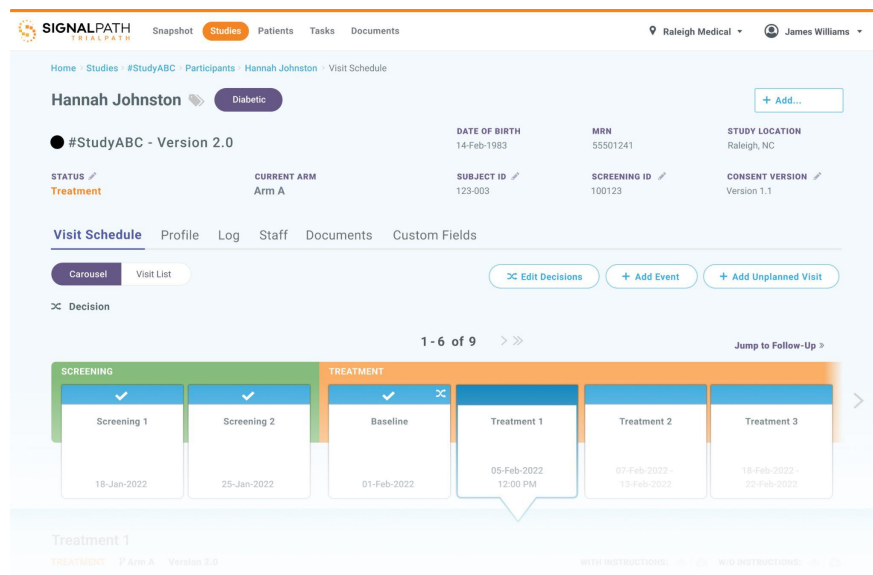 SIGNALPATH
TRIALPATH
Snapshot Studies Patients Tasks Documents
Raleigh Medical
James Williams
Home › Studies › #StudyABC › Participants › Hannah Johnston › Visit Schedule
Hannah Johnston Diabetic
+ Add...
#StudyABC - Version 2.0
DATE OF BIRTH MRN STUDY LOCATION
14-Feb-1983 55501241 Raleigh, NC
STATUS CURRENT ARM SUBJECT ID SCREENING ID CONSENT VERSION
Treatment Arm A 123-003 100123 Version 1.1
Visit Schedule Profile Log Staff Documents Custom Fields
Carousel Visit List
Edit Decisions + Add Event + Add Unplanned Visit
Decision
1 - 6 of 9
Jump to Follow-Up »
SCREENING TREATMENT
Screening 1 Screening 2 Baseline Treatment 1 Treatment 2 Treatment 3
18-Jan-2022 25-Jan-2022 01-Feb-2022 05-Feb-2022 12:00 PM 07-Feb-2022 - 13-Feb-2022 18-Feb-2022 - 22-Feb-2022
Treatment 1
TREATMENT Arm A Version 2.0
WITH INSTRUCTIONS: W/O INSTRUCTIONS: